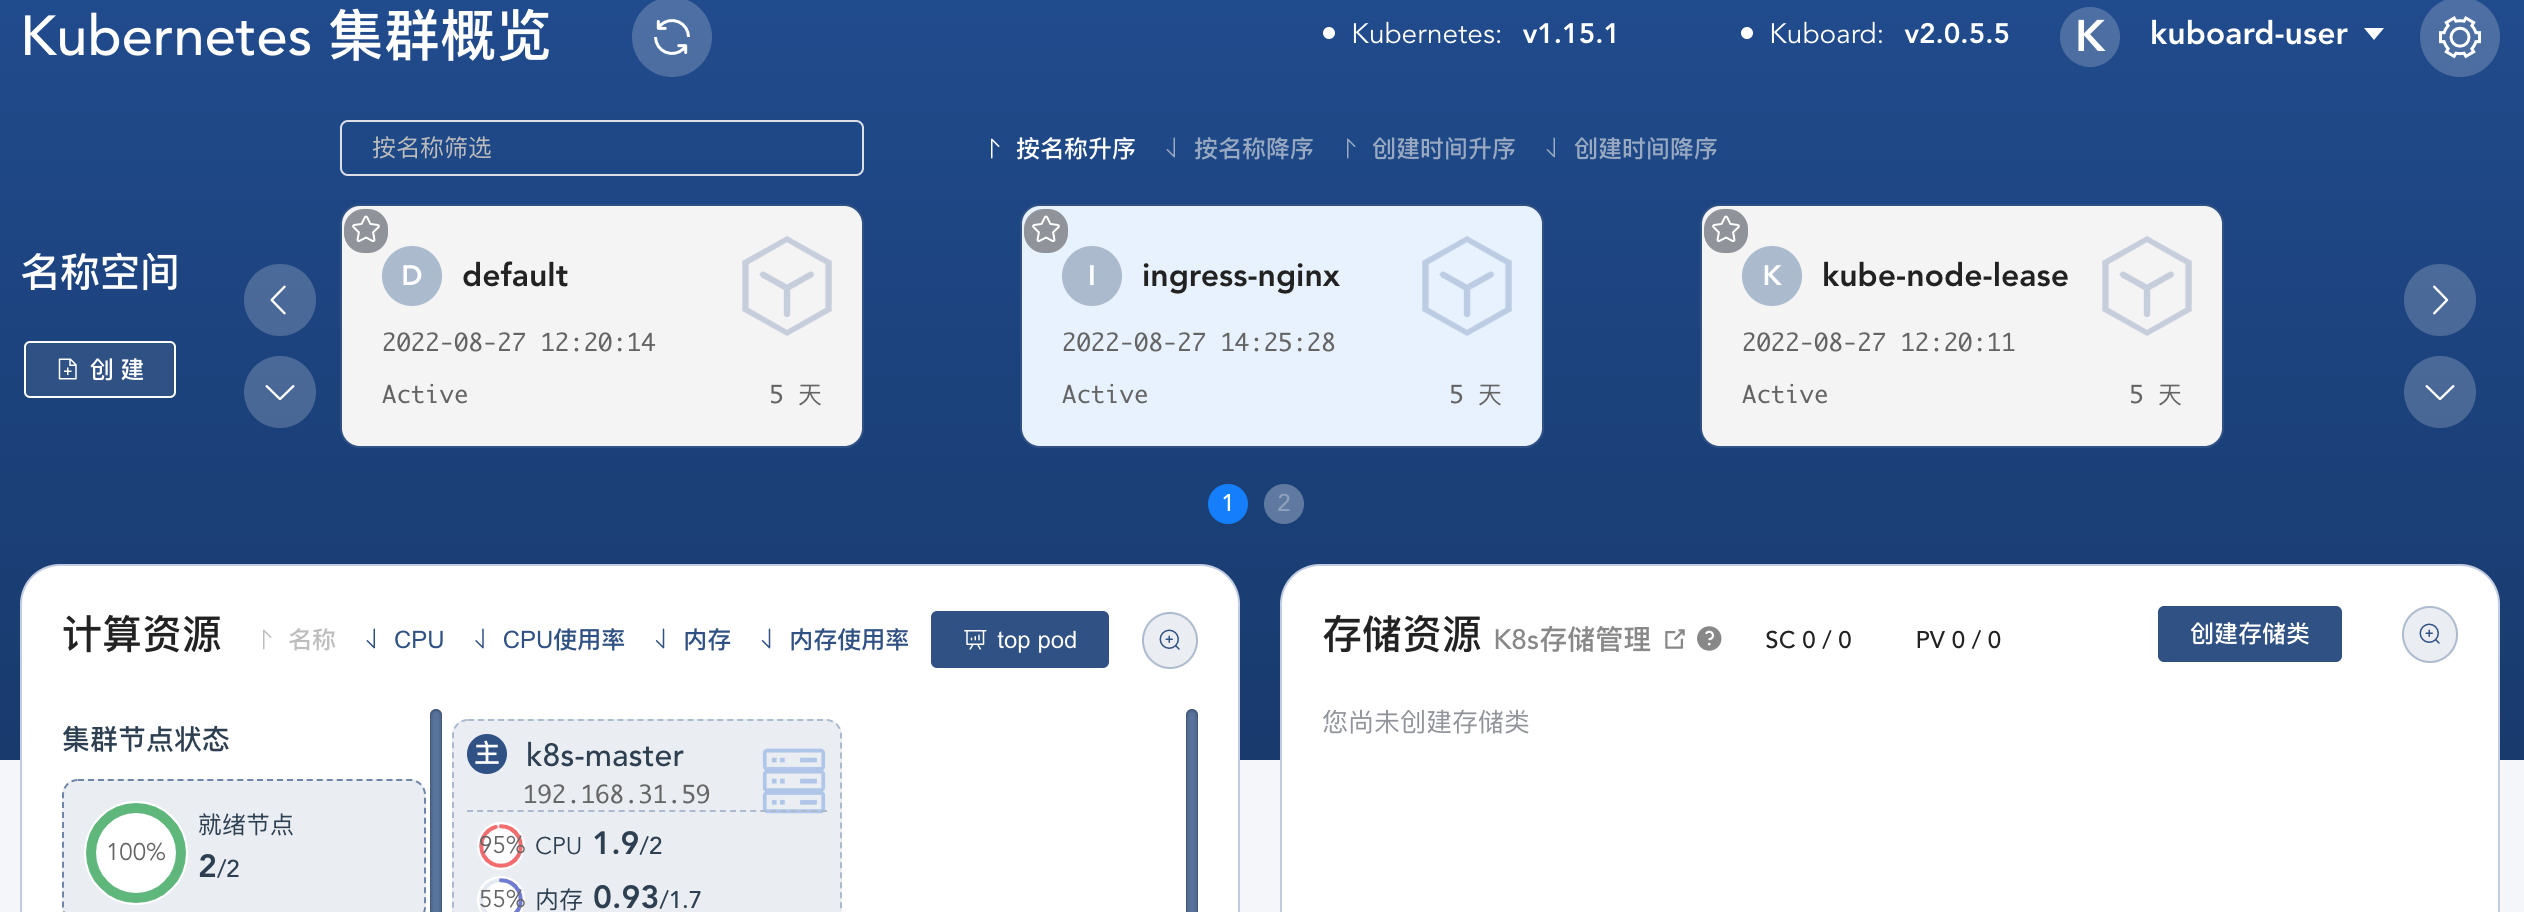 Kubernetes 集群概览
Kubernetes: v1.15.1
Kuboard: v2.0.5.5
K kuboard-user
按名称筛选
按名称升序 按名称降序 创建时间升序 创建时间降序
名称空间
创 建
D default
2022-08-27 12:20:14
Active 5 天
I ingress-nginx
2022-08-27 14:25:28
Active 5 天
K kube-node-lease
2022-08-27 12:20:11
Active 5 天
1 2
计算资源 名称 CPU CPU使用率 内存 内存使用率 top pod
集群节点状态
100% 就绪节点
2/2
主 k8s-master
192.168.31.59
95% CPU 1.9/2
55% 内存 0.93/1.7
存储资源 K8s存储管理 ? SC 0 / 0 PV 0 / 0 创建存储类
您尚未创建存储类